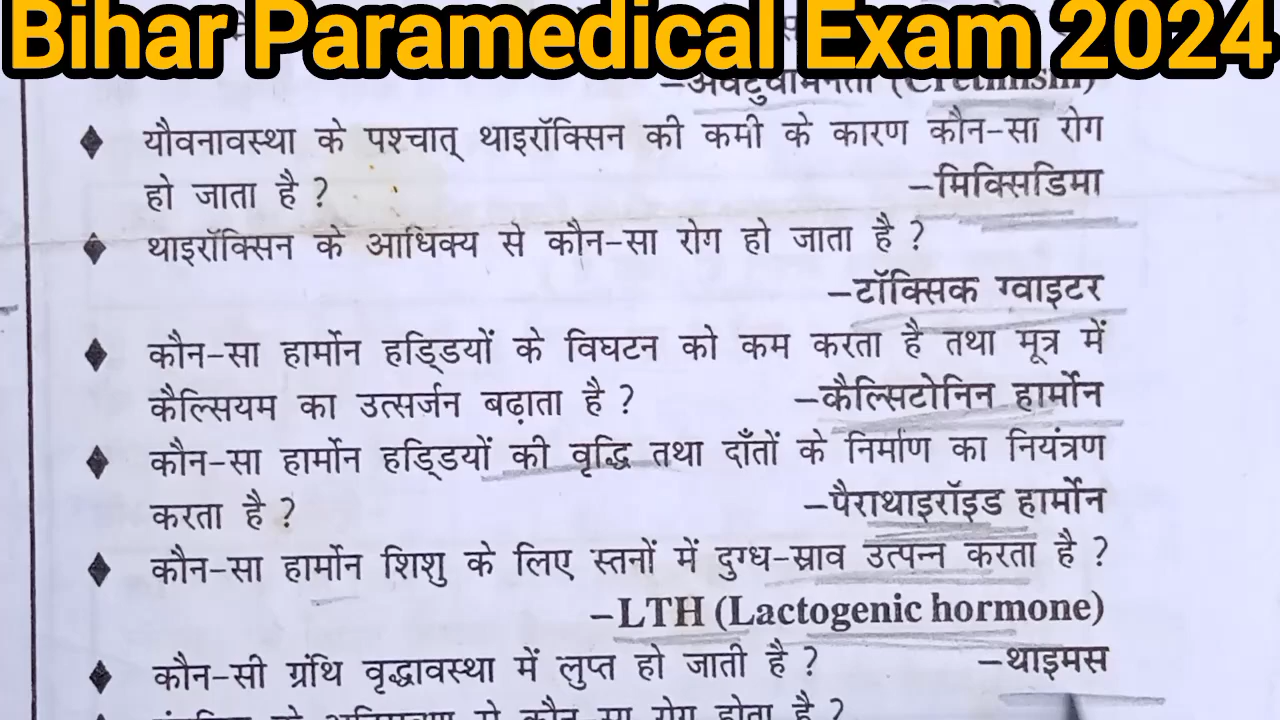 Bihar Paramedical Exam 2024
यौवनावस्था के पश्चात् थाइरॉक्सिन की कमी के कारण कौन-सा रोग
हो जाता है ? -मिक्सिडिमा
थाइरॉक्सिन के आधिक्य से कौन-सा रोग हो जाता है ?
-टॉक्सिक ग्वाइटर
कौन-सा हार्मोन हड्डियों के विघटन को कम करता है तथा मूत्र में
कैल्सियम का उत्सर्जन बढ़ाता है ? -कैल्सिटोनिन हार्मोन
कौन-सा हार्मोन हड्डियों की वृद्धि तथा दाँतों के निर्माण का नियंत्रण
करता है ? -पैराथाइरॉइड हार्मोन
कौन-सा हार्मोन शिशु के लिए स्तनों में दुग्ध-स्राव उत्पन्न करता है ?
-LTH (Lactogenic hormone)
कौन-सी ग्रंथि वृद्धावस्था में लुप्त हो जाती है ? -थाइमस